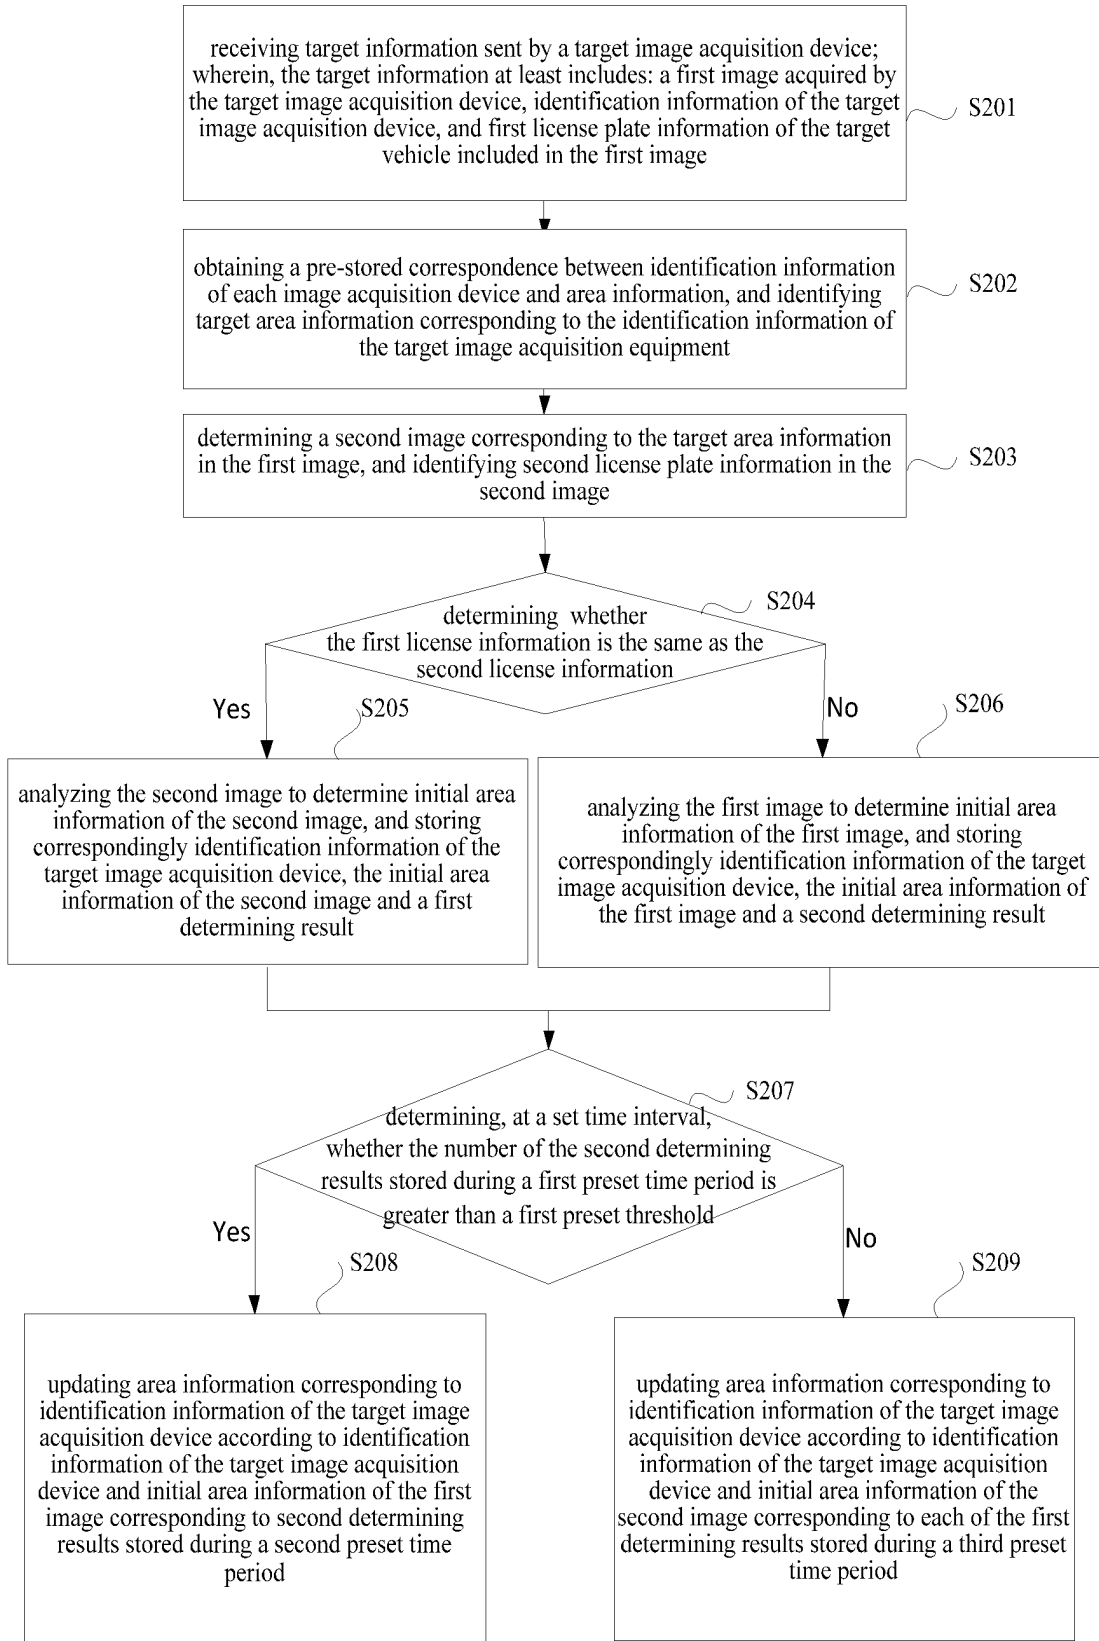 receiving target information sent by a target image acquisition device;
wherein, the target information at least includes: a first image acquired by
the target image acquisition device, identification information of the target
image acquisition device, and first license plate information of the target
vehicle included in the first image
S201
obtaining a pre-stored correspondence between identification information
of each image acquisition device and area information, and identifying
target area information corresponding to the identification information of
the target image acquisition equipment
S202
determining a second image corresponding to the target area information
in the first image, and identifying second license plate information in the
second image
S203
determining whether
the first license information is the same as the
second license information
S204
Yes
No
S205
S206
analyzing the second image to determine initial area
information of the second image, and storing
correspondingly identification information of the
target image acquisition device, the initial area
information of the second image and a first
determining result
analyzing the first image to determine initial area
information of the first image, and storing
correspondingly identification information of the target
image acquisition device, the initial area information of
the first image and a second determining result
S207
determining, at a set time interval,
whether the number of the second determining
results stored during a first preset time period is
greater than a first preset threshold
Yes
No
S208
S209
updating area information corresponding to
identification information of the target image
acquisition device according to identification
information of the target image acquisition
device and initial area information of the first
image corresponding to second determining
results stored during a second preset time
period
updating area information corresponding to
identification information of the target image
acquisition device according to identification
information of the target image acquisition
device and initial area information of the
second image corresponding to each of the first
determining results stored during a third preset
time period